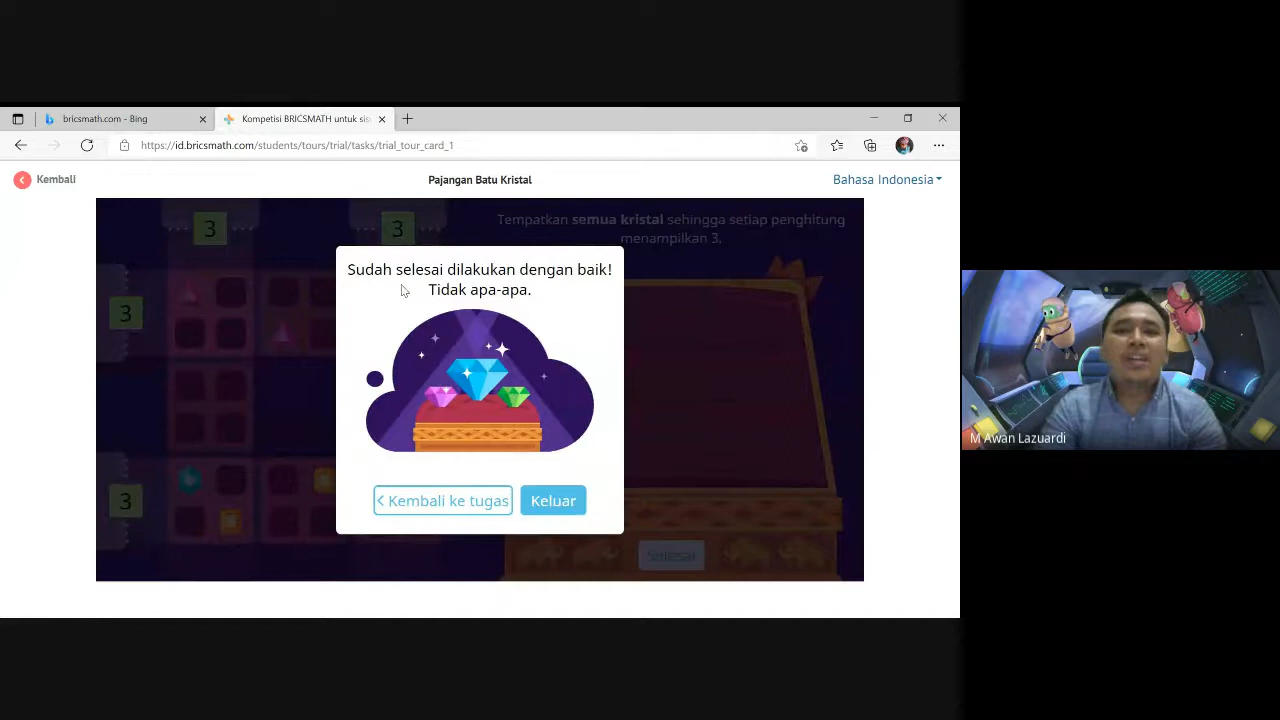 bricsmath.com - Bing
Kompetisi BRICSMATH untuk sis
https://id.bricsmath.com/students/tours/trial/tasks/trial_tour_card_1
Kembali
Pajangan Batu Kristal
Bahasa Indonesia
3
3
Tempatkan semua kristal sehingga setiap penghitung
menampilkan 3.
Sudah selesai dilakukan dengan baik!
Tidak apa-apa.
3
M Awan Lazuardi
3
Kembali ke tugas
Keluar
Selesai